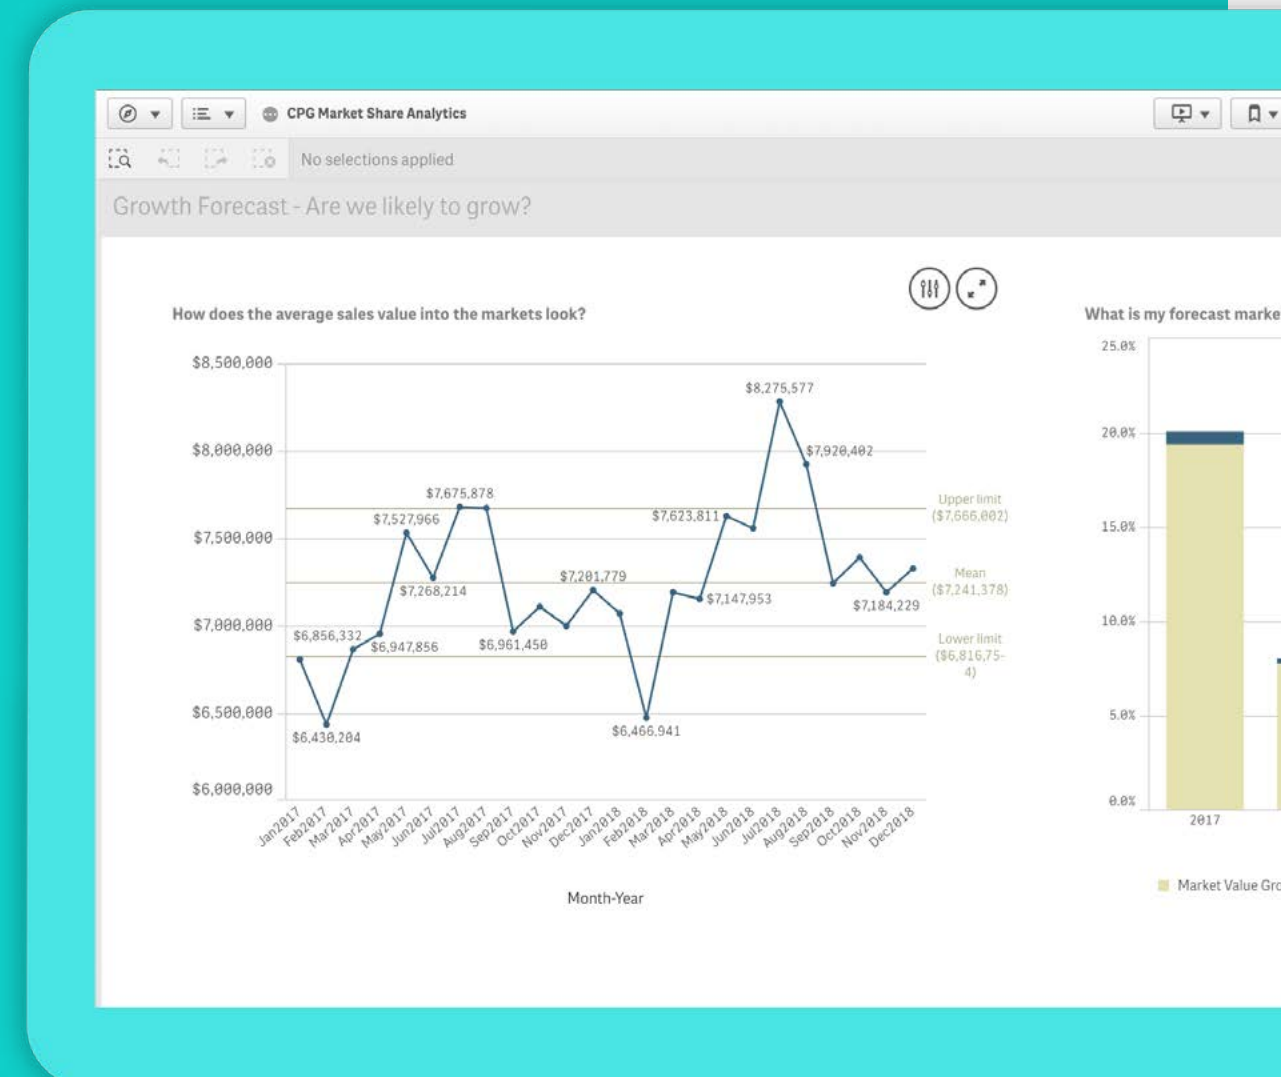 CPG Market Share Analytics
No selections applied
Growth Forecast - Are we likely to grow?
How does the average sales value into the markets look?
$8,500,000
$8,000,000
$7,500,000
$7,000,000
$6,500,000
$6,000,000
$8,275,577
$7,920,402
$7,675,878
$7,527,966
$7,623,811
$7,268,214
$7,201,779
$7,147,953
$7,184,229
$6,856,332
$6,947,856
$6,961,450
$6,430,204
$6,466,941
Upper limit
($7,666,002)
Mean
($7,241,378)
Lower limit
($6,816,75-
4)
Jan2017
Feb2017
Mar2017
Apr2017
May2017
Jun2017
Jul2017
Aug2017
Sep2017
Oct2017
Nov2017
Dec2017
Jan2018
Feb2018
Mar2018
Apr2018
May2018
Jun2018
Jul2018
Aug2018
Sep2018
Oct2018
Nov2018
Dec2018
Month-Year
What is my forecast marke
25.0%
20.0%
15.0%
10.0%
5.0%
0.0%
2017
Market Value Gro